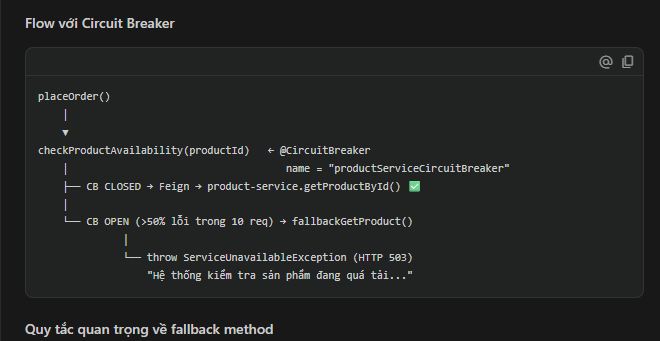 Flow với Circuit Breaker
placeOrder()
│
▼
checkProductAvailability(productId) ← @CircuitBreaker
│ name = "productServiceCircuitBreaker"
├── CB CLOSED → Feign → product-service.getProductById() ✅
│
└── CB OPEN (>50% lỗi trong 10 req) → fallbackGetProduct()
│
└── throw ServiceUnavailableException (HTTP 503)
"Hệ thống kiểm tra sản phẩm đang quá tải..."
Quy tắc quan trọng về fallback method